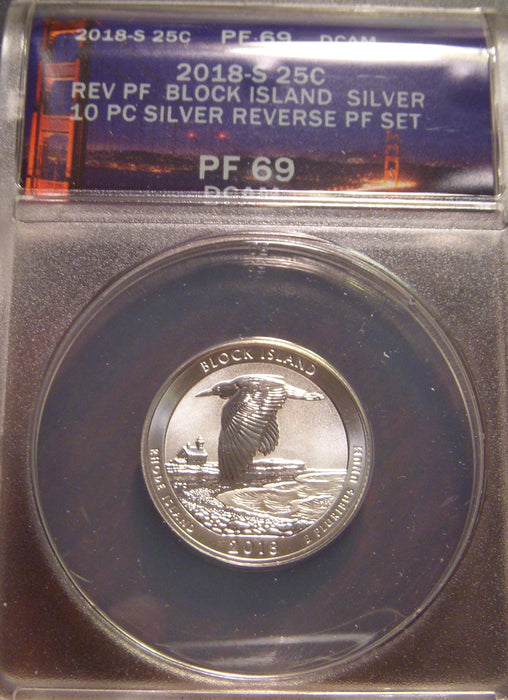 2018-S 25C PF 69 DCAM
2018-S 25C
REV PF BLOCK ISLAND SILVER
10 PC SILVER REVERSE PF SET
PF 69
DCAM
BLOCK ISLAND
RHODE ISLAND
2018
E PLURIBUS UNUM